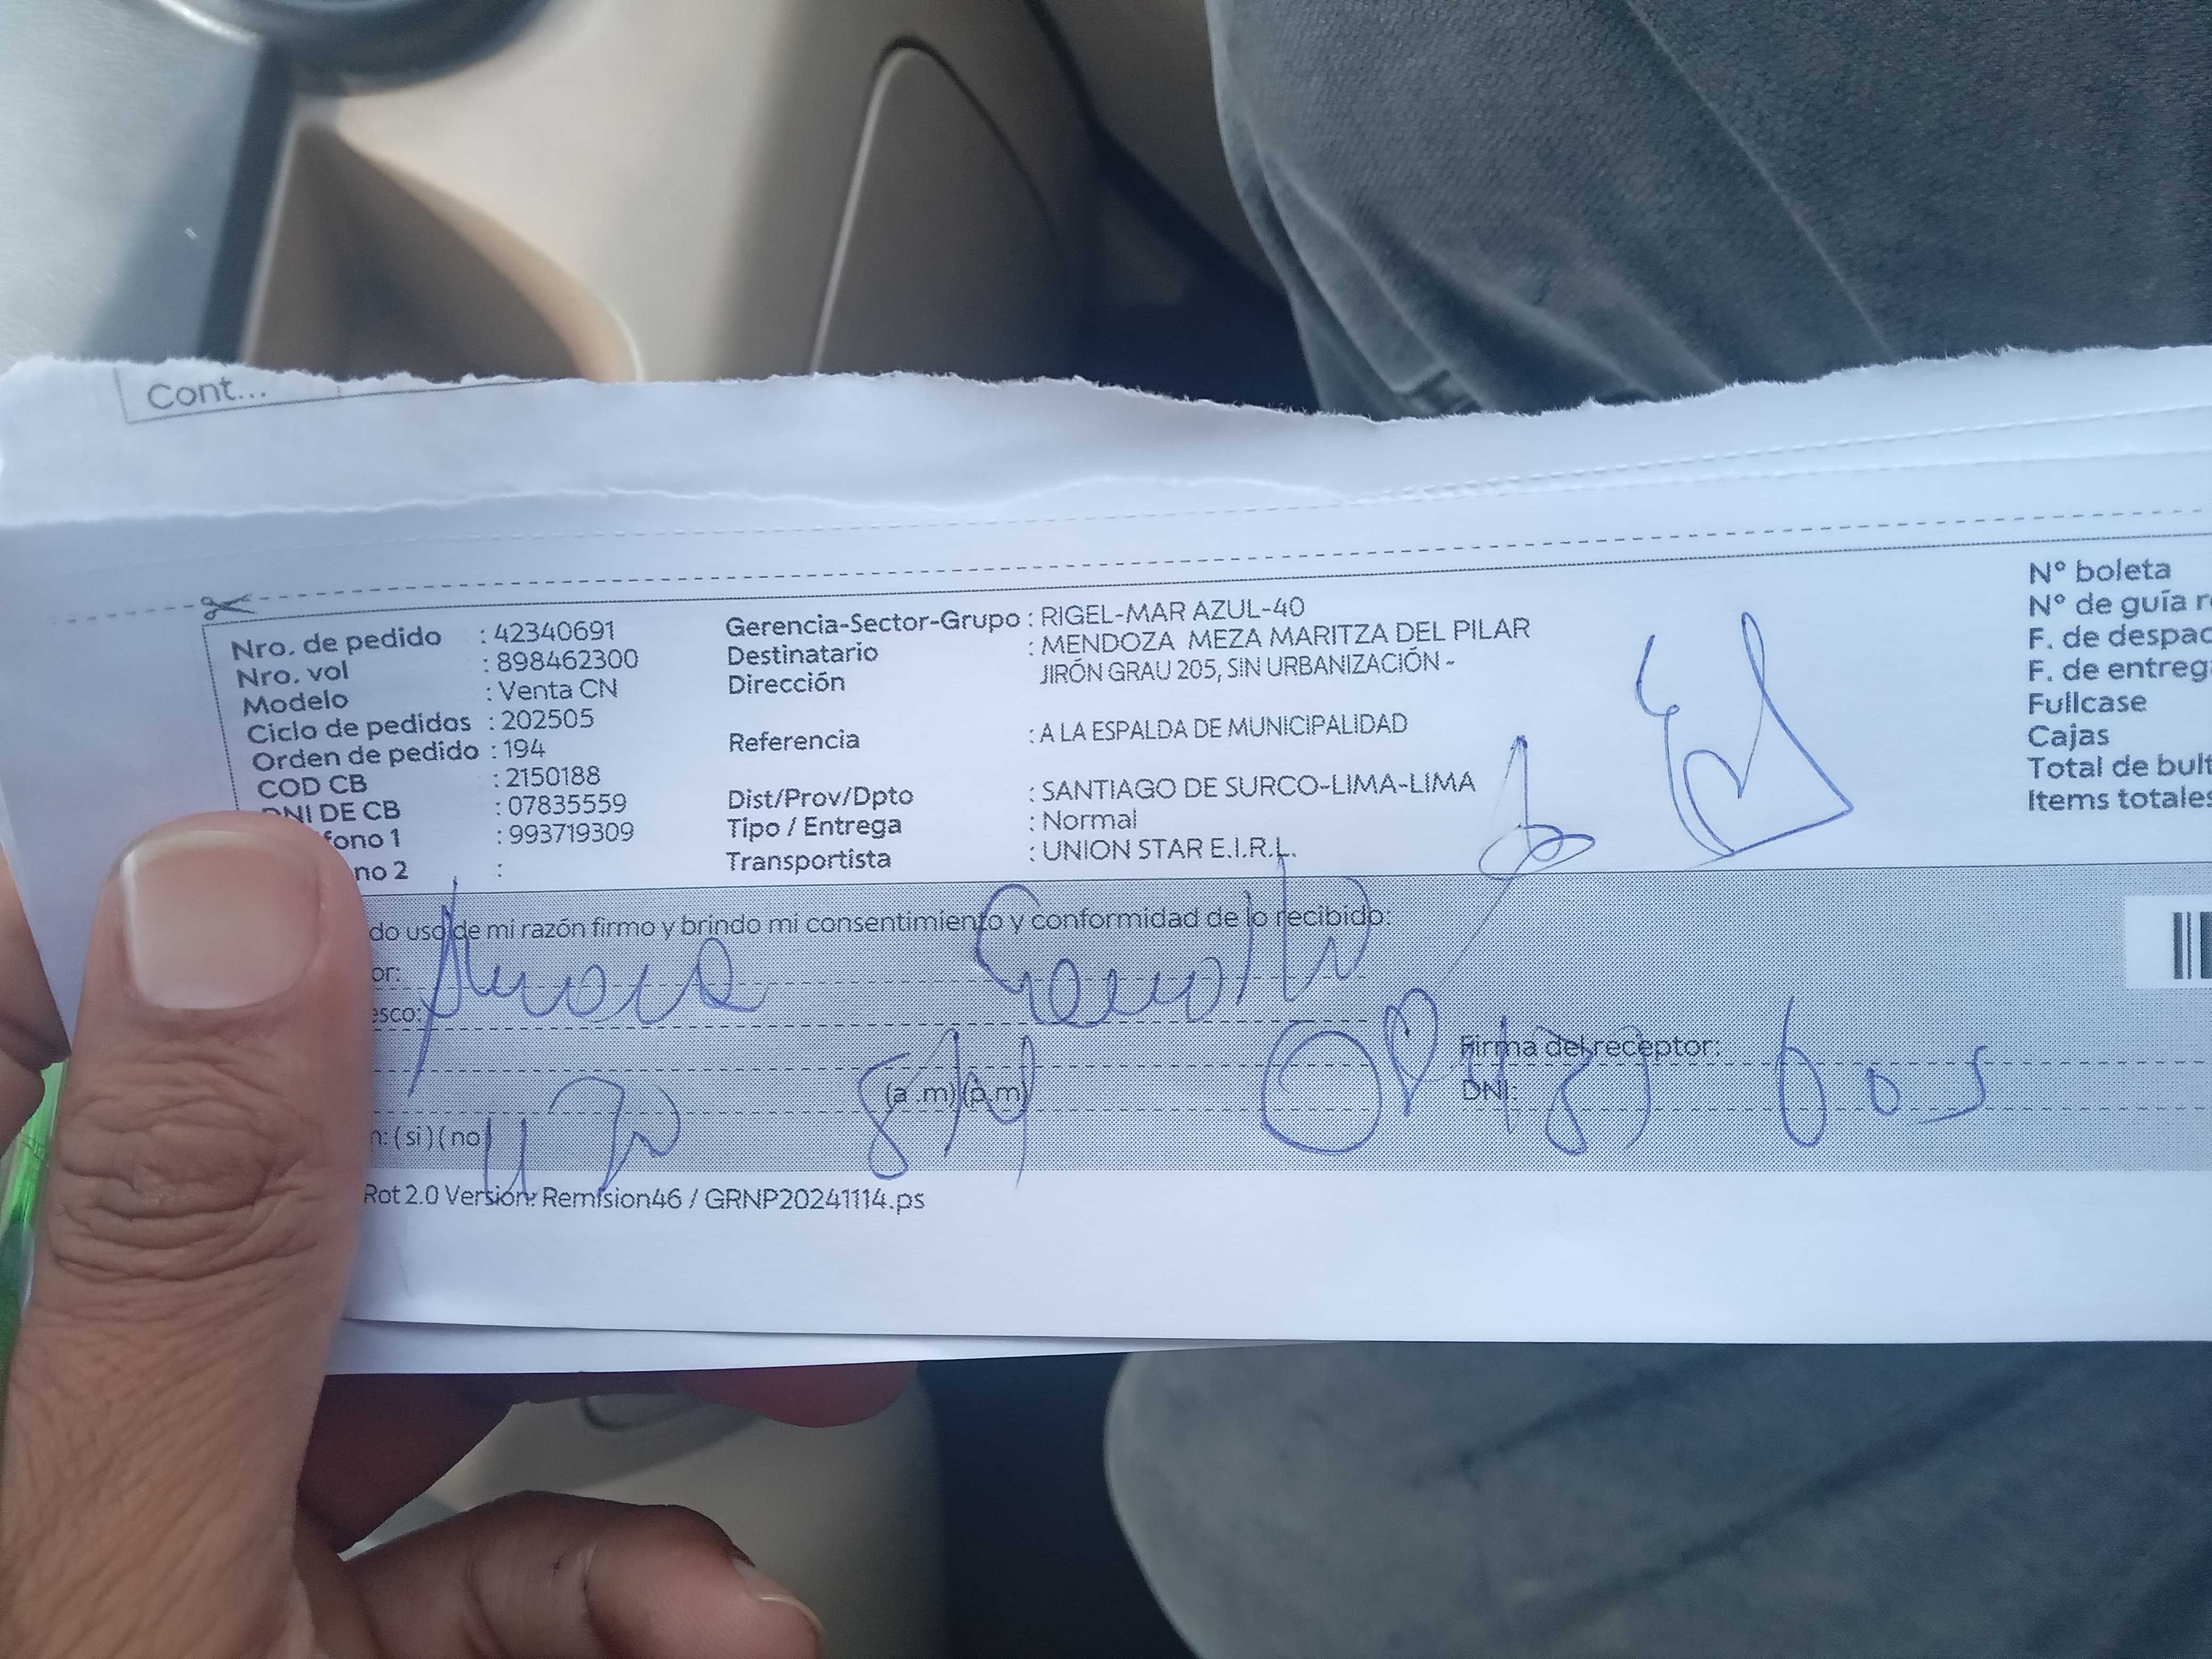 Cont...
Nro. de pedido : 42340691
Nro. vol : 898462300
Modelo : Venta CN
Ciclo de pedidos : 202505
Orden de pedido : 194
COD CB : 2150188
DNI DE CB : 07835559
fono 1 : 993719309
no 2 :
Gerencia-Sector-Grupo : RIGEL-MAR AZUL-40
Destinatario : MENDOZA MEZA MARITZA DEL PILAR
Dirección JIRÓN GRAU 205, SIN URBANIZACIÓN -
Referencia : A LA ESPALDA DE MUNICIPALIDAD
Dist/Prov/Dpto : SANTIAGO DE SURCO-LIMA-LIMA
Tipo / Entrega : Normal
Transportista : UNION STAR E.I.R.L.
Nº boleta
Nº de guía r
F. de despac
F. de entreg
Fullcase
Cajas
Total de bult
Items totales
do uso de mi razón firmo y brindo mi consentimiento y conformidad de lo recibido:
or:
esco:
Firma del receptor:
(a .m) (p.m)
DNI:
n: (si) (no)
Rot 2.0 Versión: Remision46 / GRNP20241114.ps